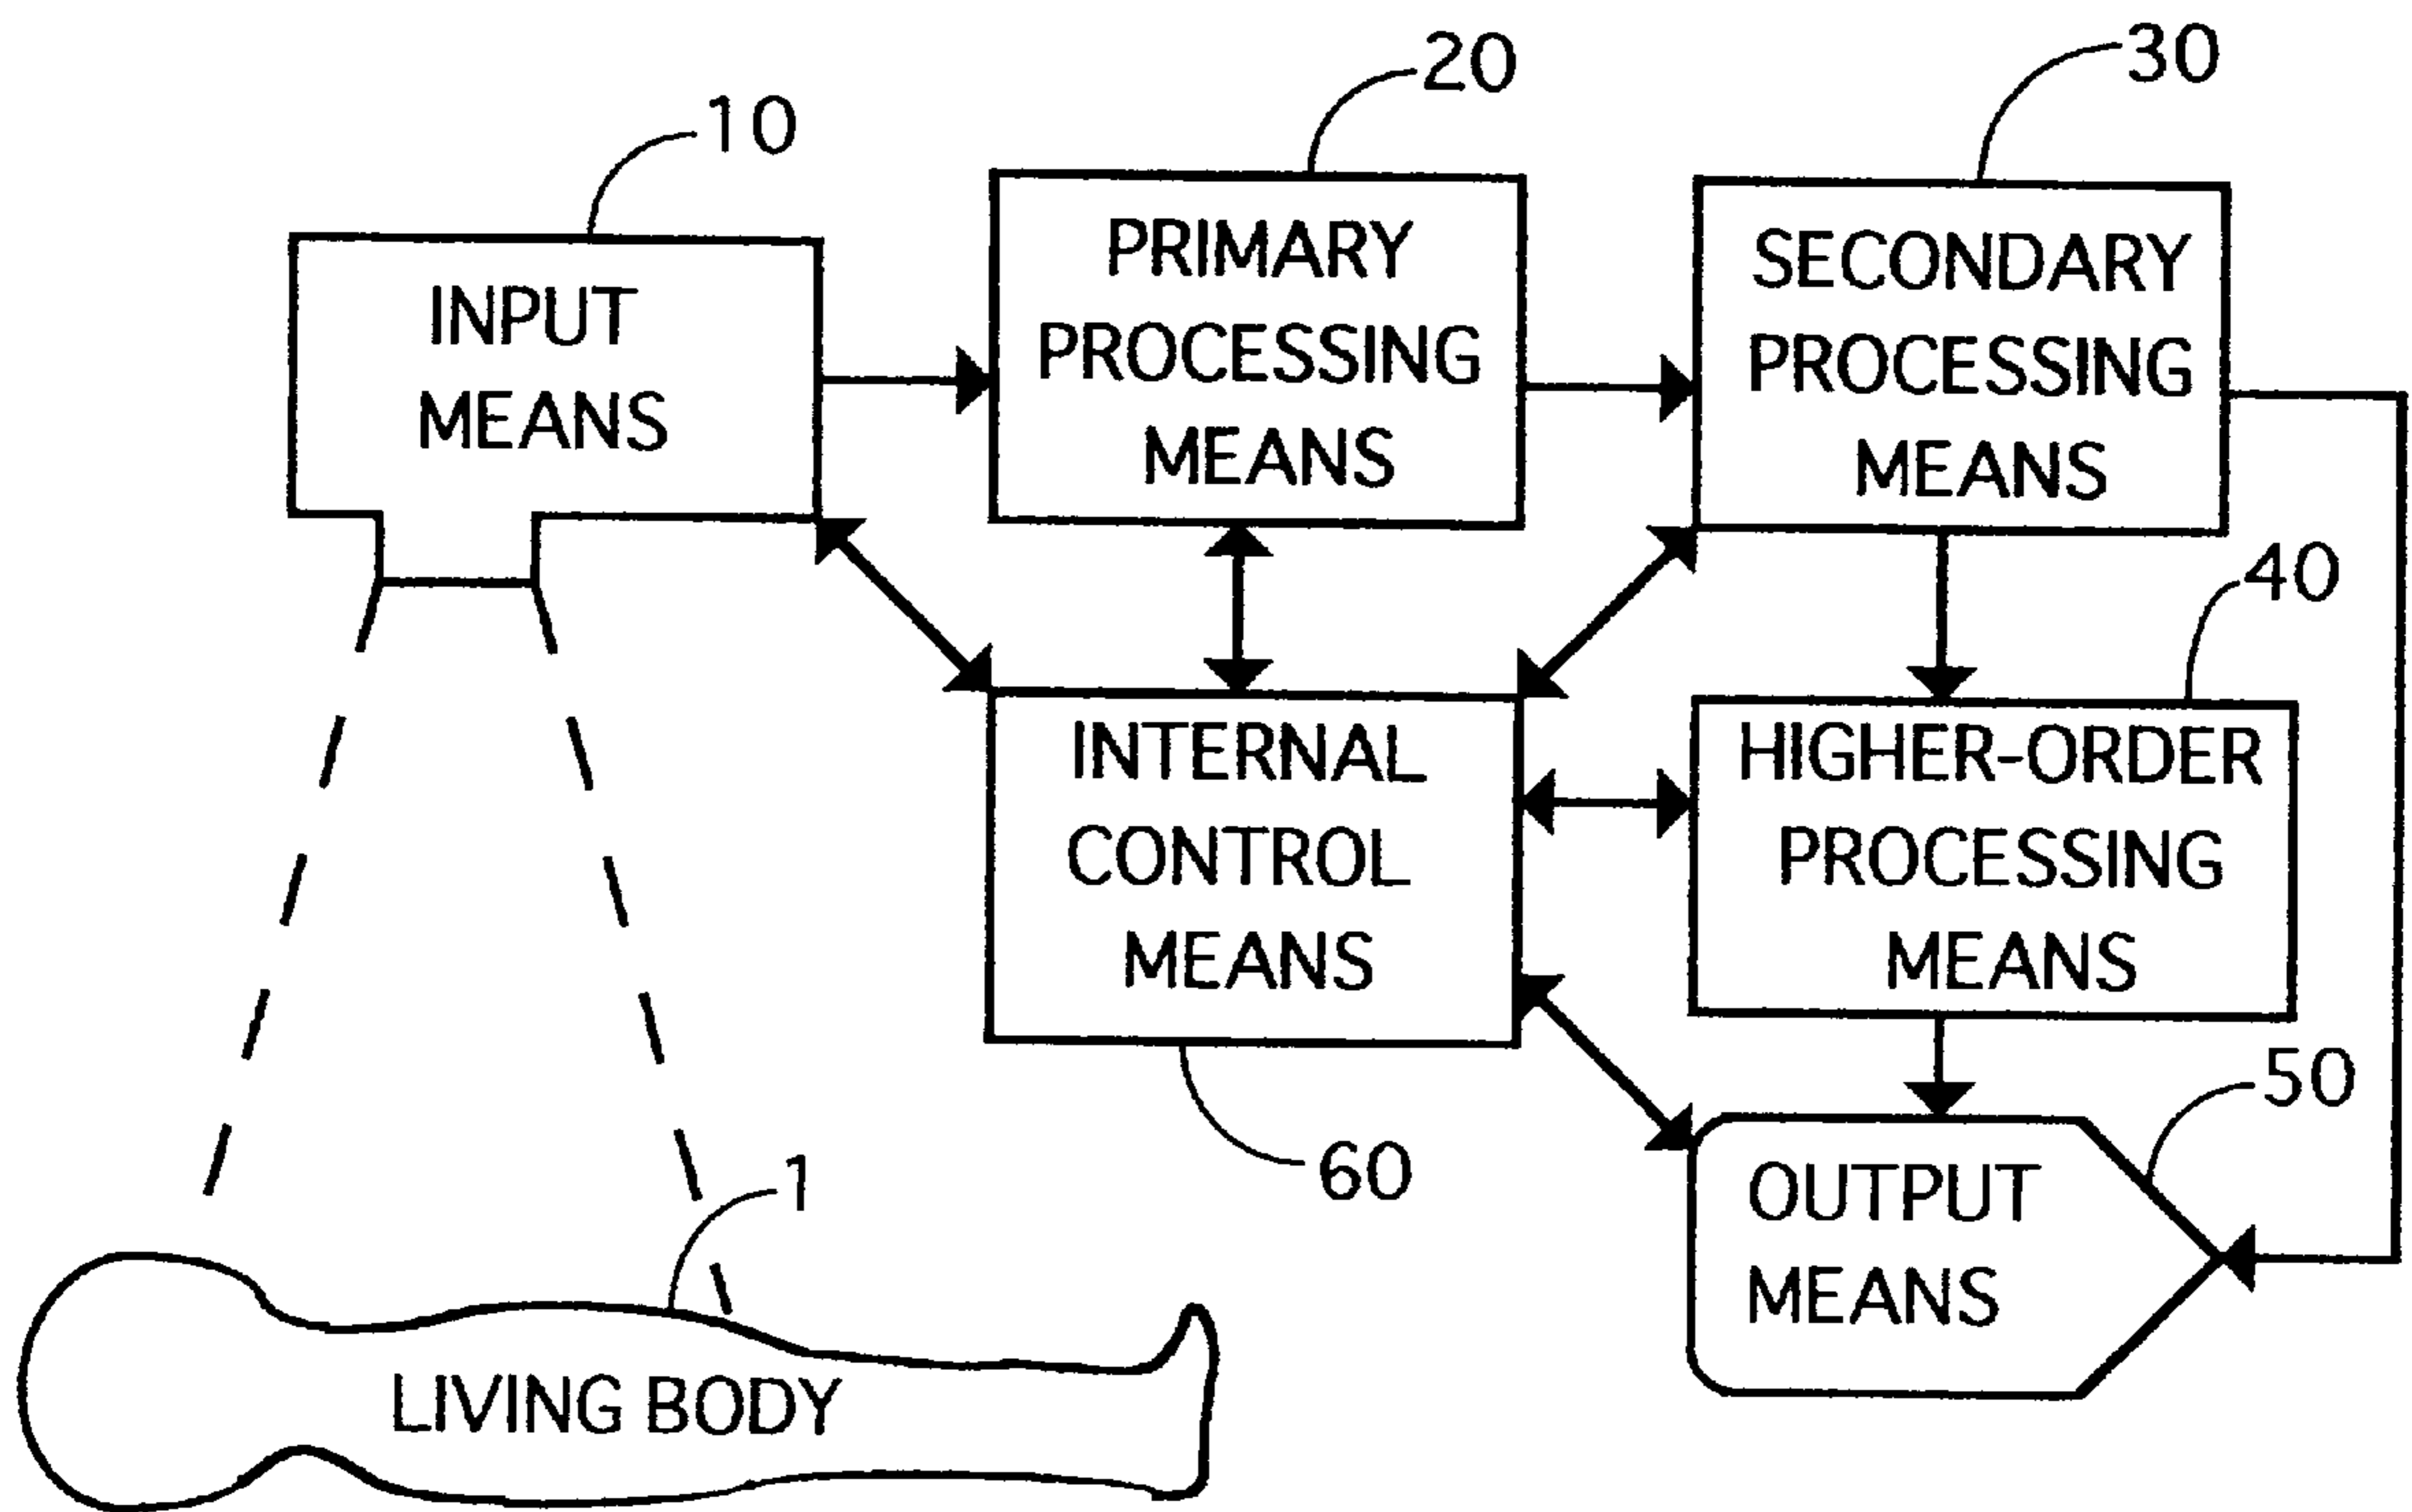 10
20
30
INPUT
MEANS
PRIMARY
PROCESSING
MEANS
SECONDARY
PROCESSING
MEANS
40
INTERNAL
CONTROL
MEANS
HIGHER-ORDER
PROCESSING
MEANS
50
60
1
OUTPUT
MEANS
LIVING BODY